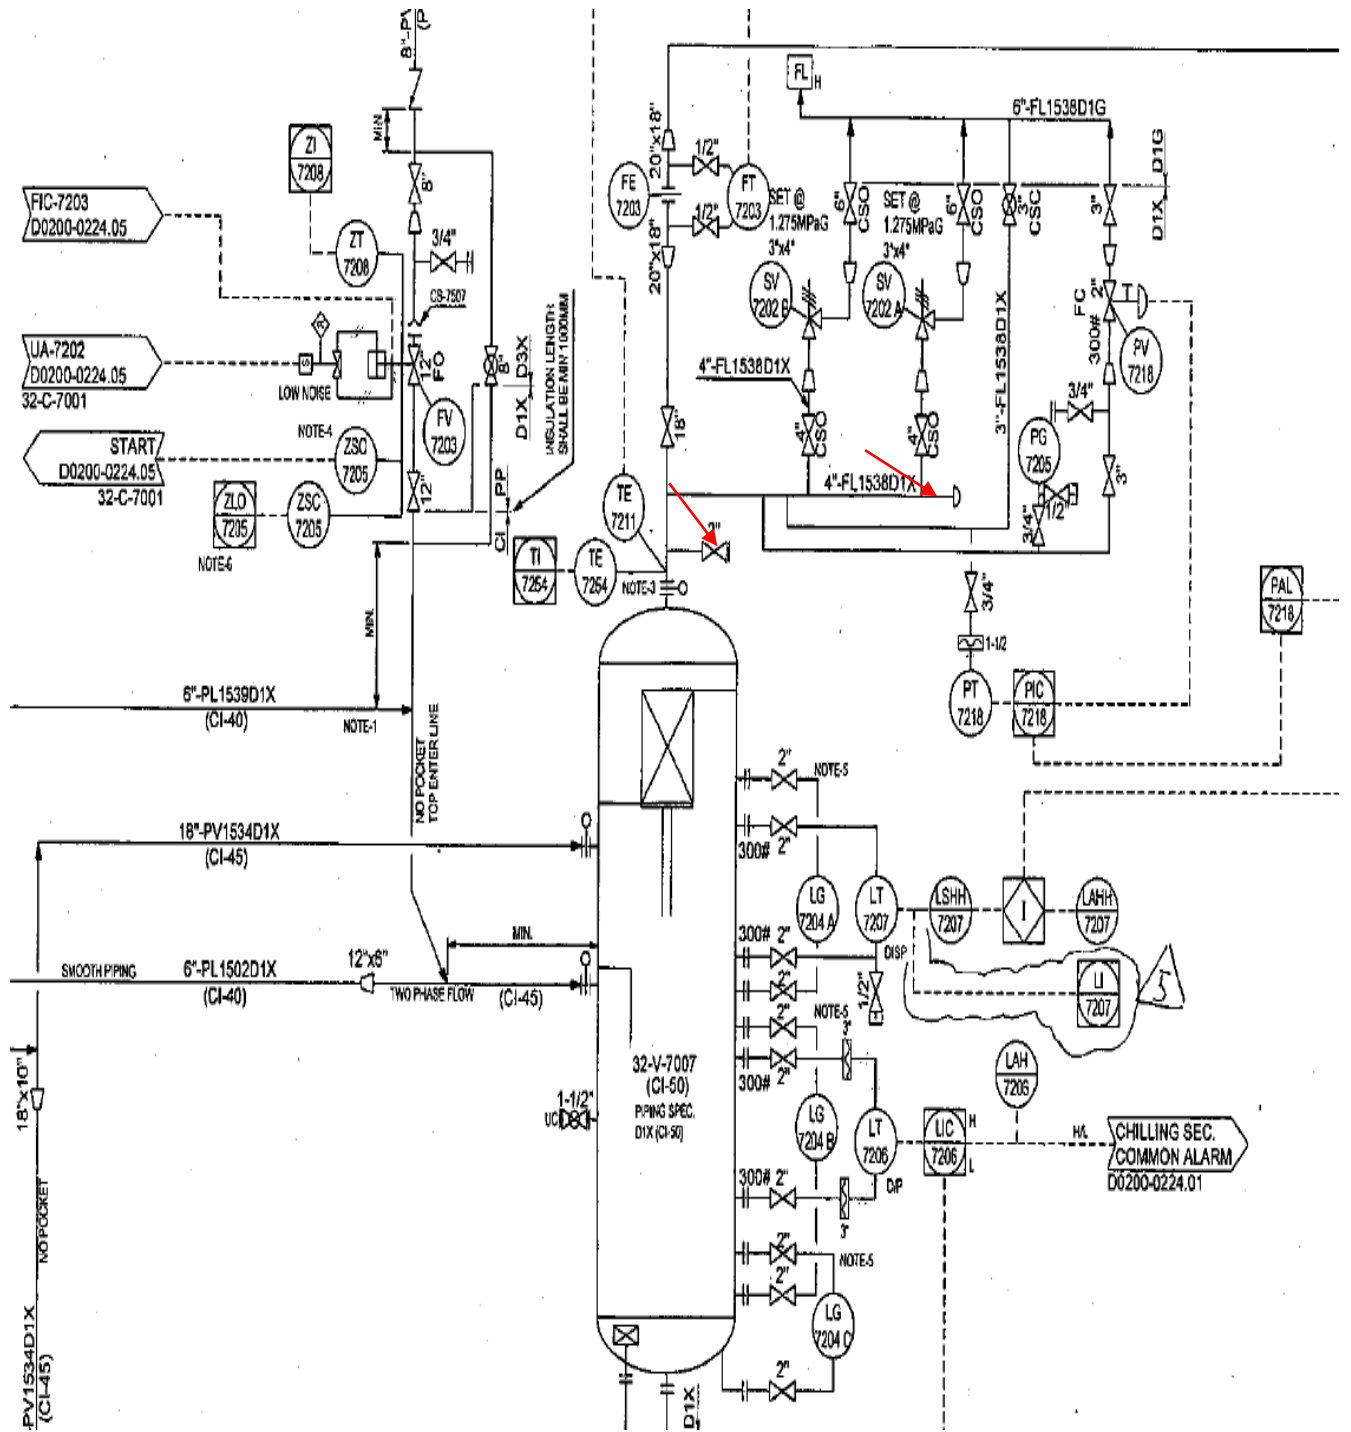 8"-P
(P
MIN
8"
ZI
7208
FIC-7203
D0200-0224.05
ZT
7208
3/4"
CS-7507
UA-7202
D0200-0224.05
32-C-7001
S
LOW NOISE
12"
FO
8"
D1X
D3X
FV
7203
START
D0200-0224.05
32-C-7001
NOTE-4
ZSO
7205
ZLO
7205
ZSC
7205
NOTE-6
12"
PP
CI
INSULATION LENGTH
SHALL BE MIN 1000MM
MIN.
6"-PL1539D1X
(CI-40)
NOTE-1
NO POCKET
TOP ENTER LINE
18"-PV1534D1X
(CI-45)
MIN.
SMOOTH PIPING
6"-PL1502D1X
(CI-40)
12"x6"
TWO PHASE FLOW
(CI-45)
18"x10"
NO POCKET
-PV1534D1X
(CI-45)
20"x18"
1/2"
FE
7203
FT
7203
1/2"
20"x18"
18"
TE
7211
TI
7254
TE
7254
NOTE-3
2"
FL
H
6"-FL1538D1G
D1G
D1X
SET @
1.275MPaG
3"x4"
SV
7202 B
6"
CSO
SET @
1.275MPaG
3"x4"
SV
7202 A
6"
CSO
3"
CSC
3"
3"-FL1538D1X
FC
2"
300#
T
PV
7218
4"-FL1538D1X
4"
CSO
4"
CSO
4"-FL1538D1X
3/4"
PG
7205
1/2"
3/4"
3"
3/4"
1-1/2
PT
7218
PIC
7218
PAL
7218
2"
NOTE-5
300#
2"
LG
7204 A
LT
7207
LSHH
7207
I
LAHH
7207
300#
2"
DISP
2"
1/2"
LI
7207
3
2"
NOTE-5
3"
300#
2"
32-V-7007
(CI-50)
PIPING SPEC.
D1X (CI-50)
1-1/2"
UC
LG
7204 B
LT
7206
LIC
7206
H
L
LAH
7206
H/L
CHILLING SEC.
COMMON ALARM
D0200-0224.01
300#
2"
D/P
3"
2"
NOTE-5
2"
LG
7204 C
2"
D1X